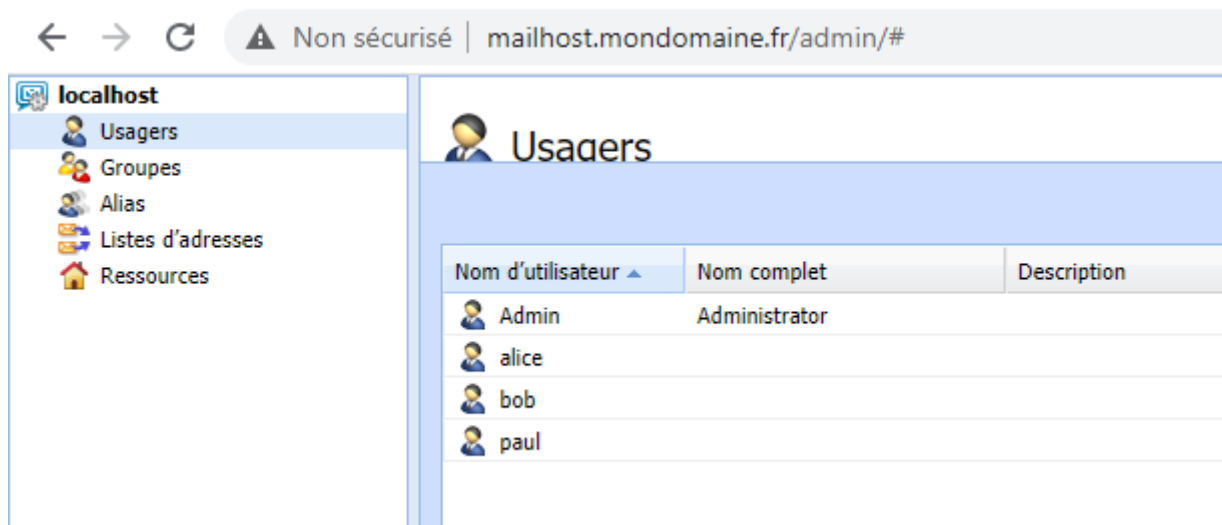 Non sécurisé | mailhost.mondomaine.fr/admin/#
localhost
Usagers
Groupes
Alias
Listes d'adresses
Ressources
Usagers
Nom d'utilisateur Nom complet Description
Admin Administrator
alice
bob
paul